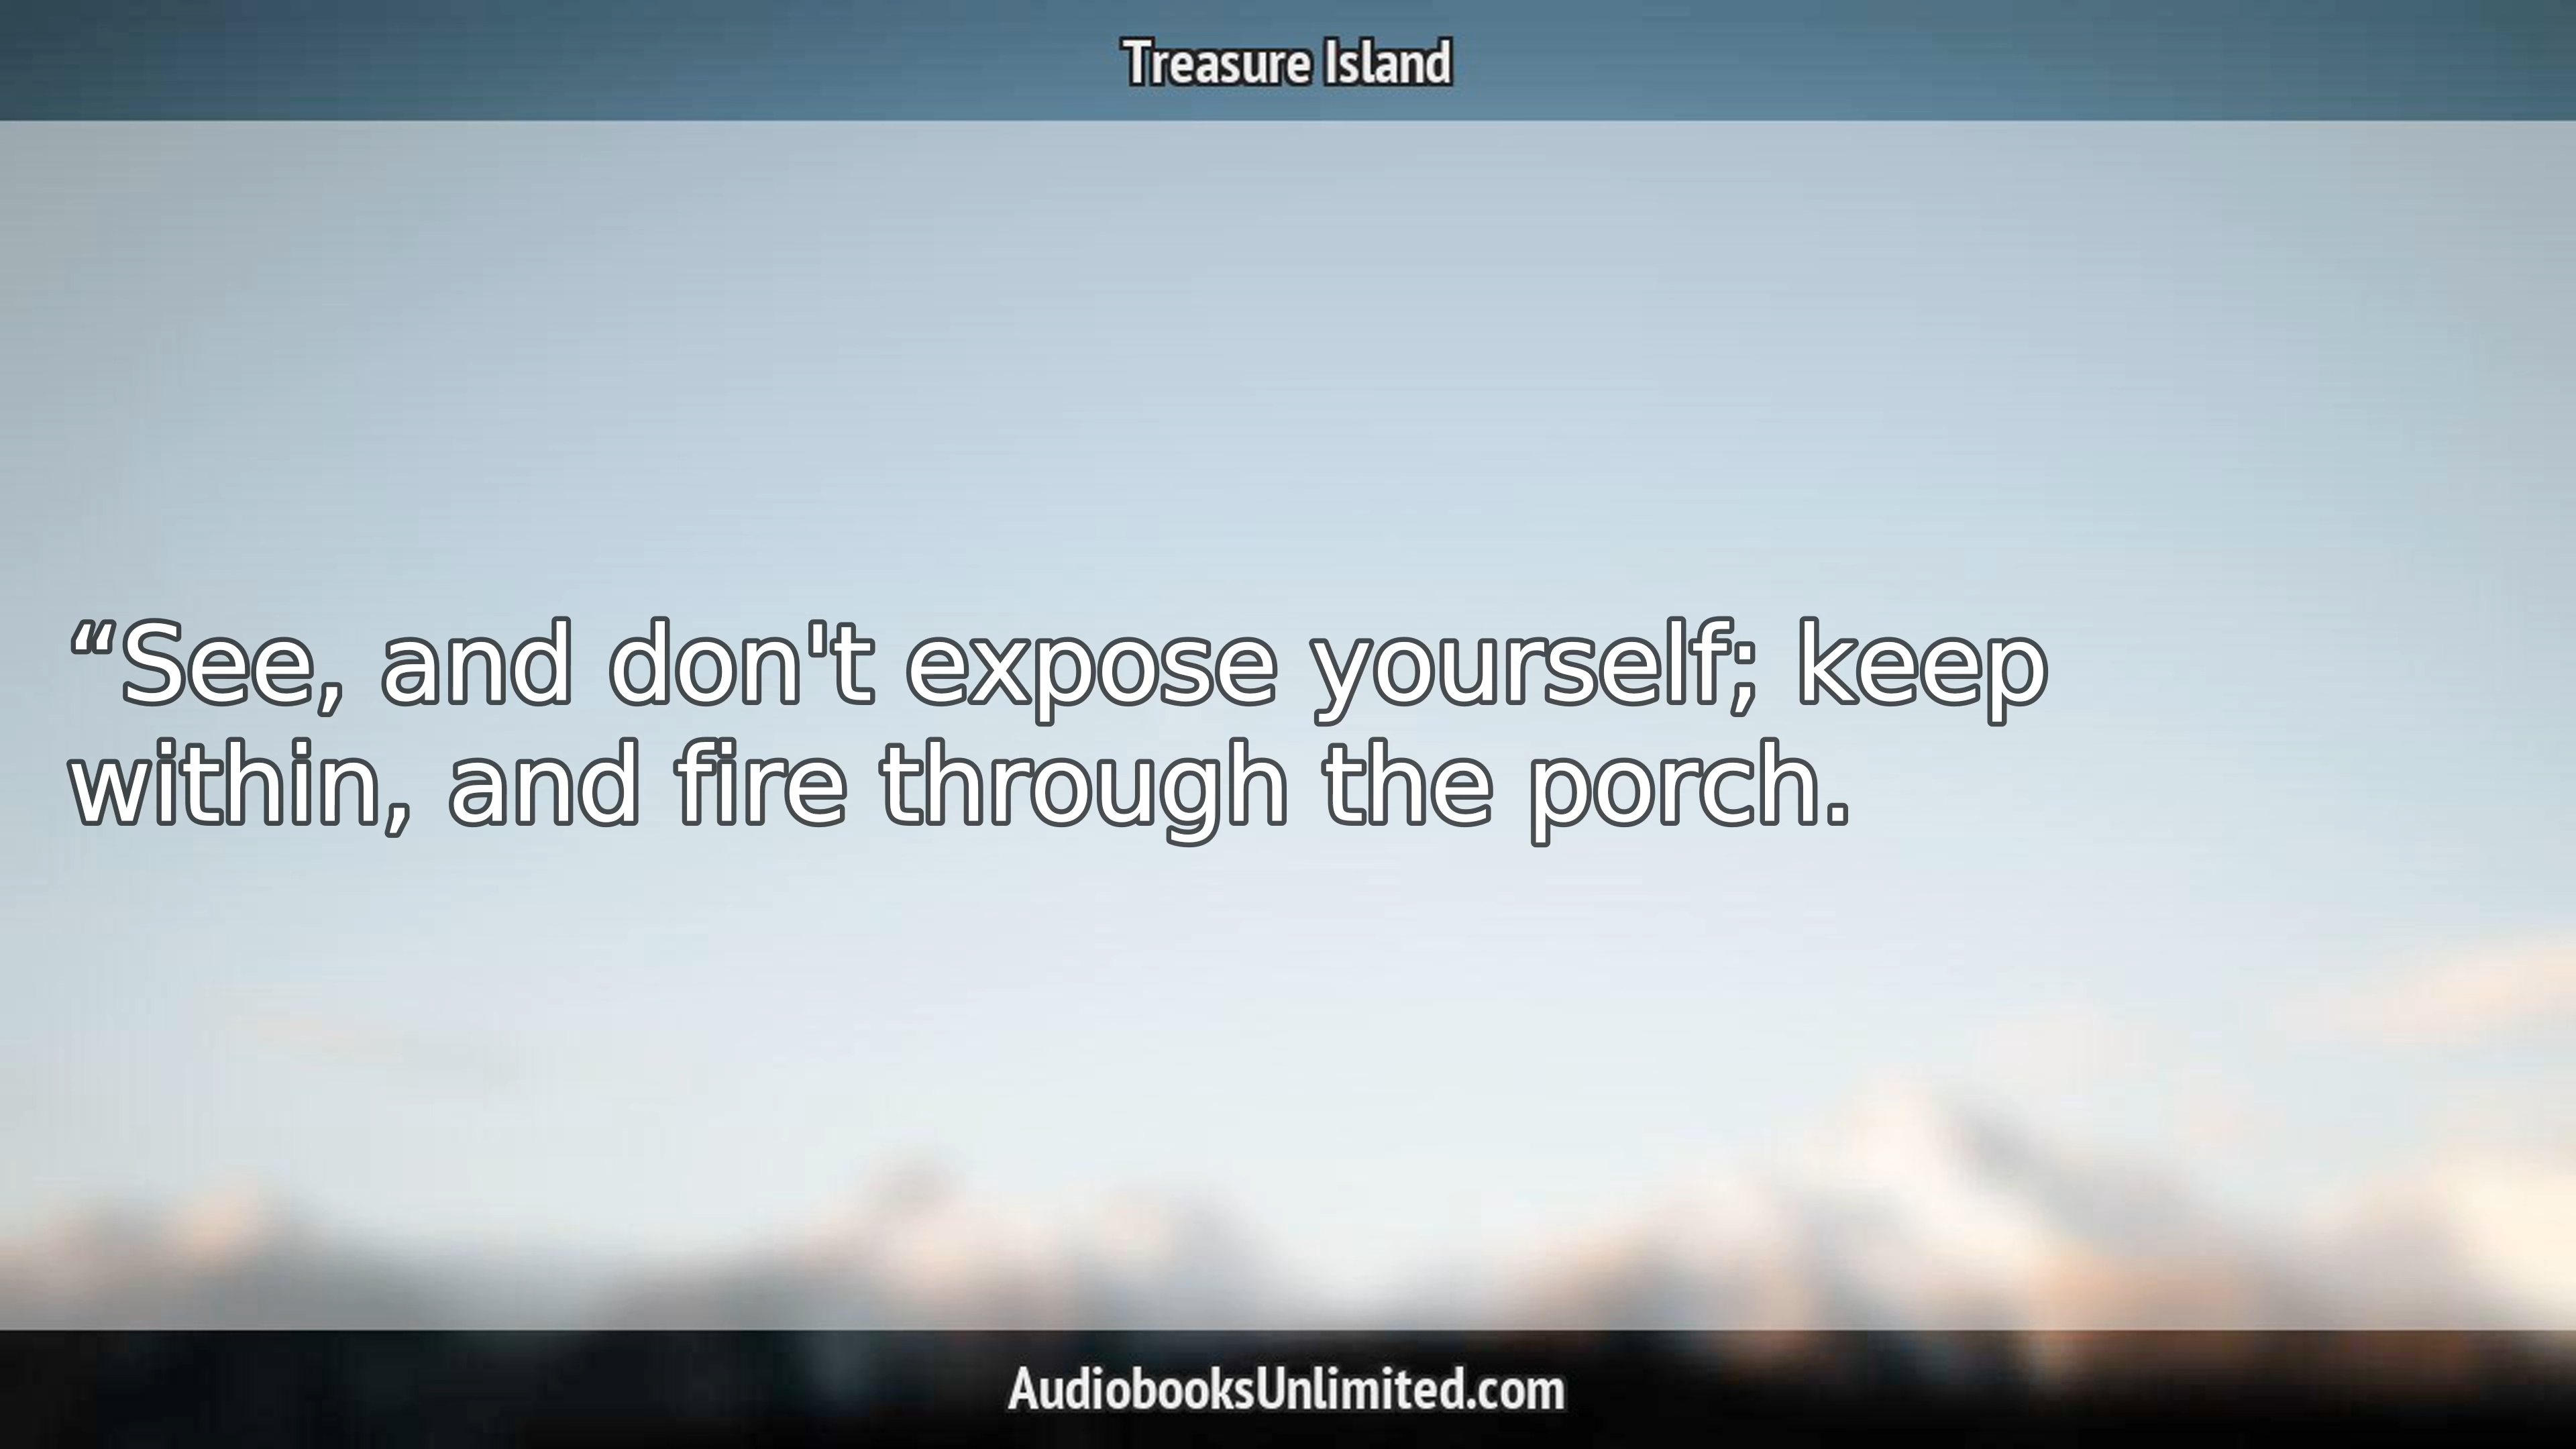 Treasure Island
“See, and don't expose yourself; keep
within, and fire through the porch.
AudiobooksUnlimited.com